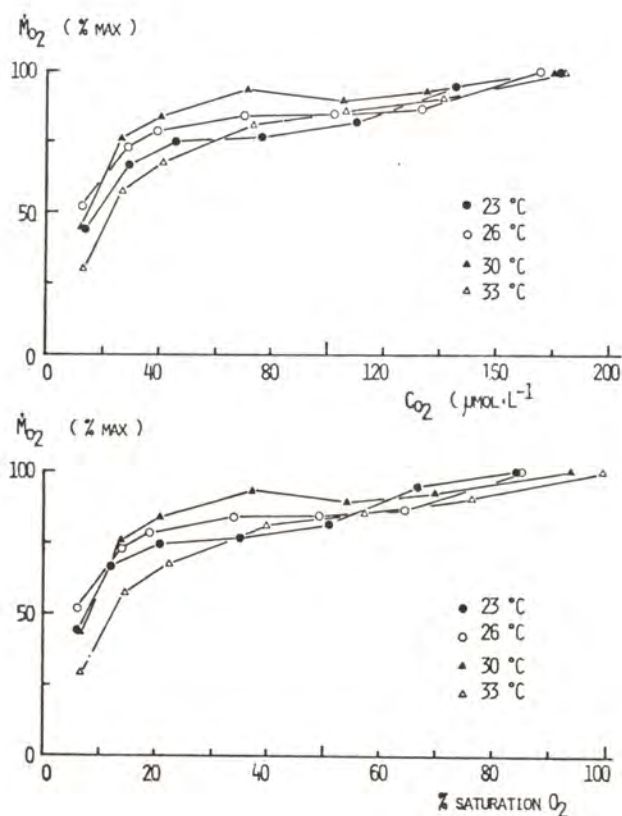 ṀO₂ (% MAX)
100
50
0
● 23 °C
○ 26 °C
▲ 30 °C
△ 33 °C
0 40 80 120 160 200
CO₂ (µMOL·L⁻¹
ṀO₂ (% MAX)
100
50
0
● 23 °C
○ 26 °C
▲ 30 °C
△ 33 °C
0 20 40 60 80 100
% SATURATION O₂